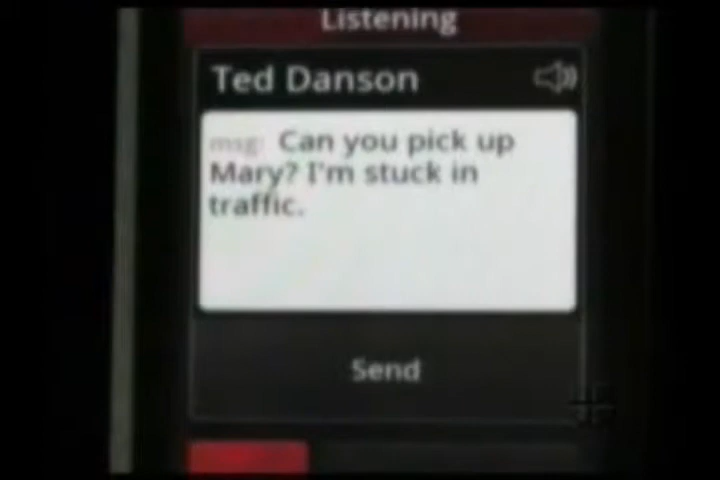 Listening
Ted Danson
msg: Can you pick up
Mary? I'm stuck in
traffic.
Send